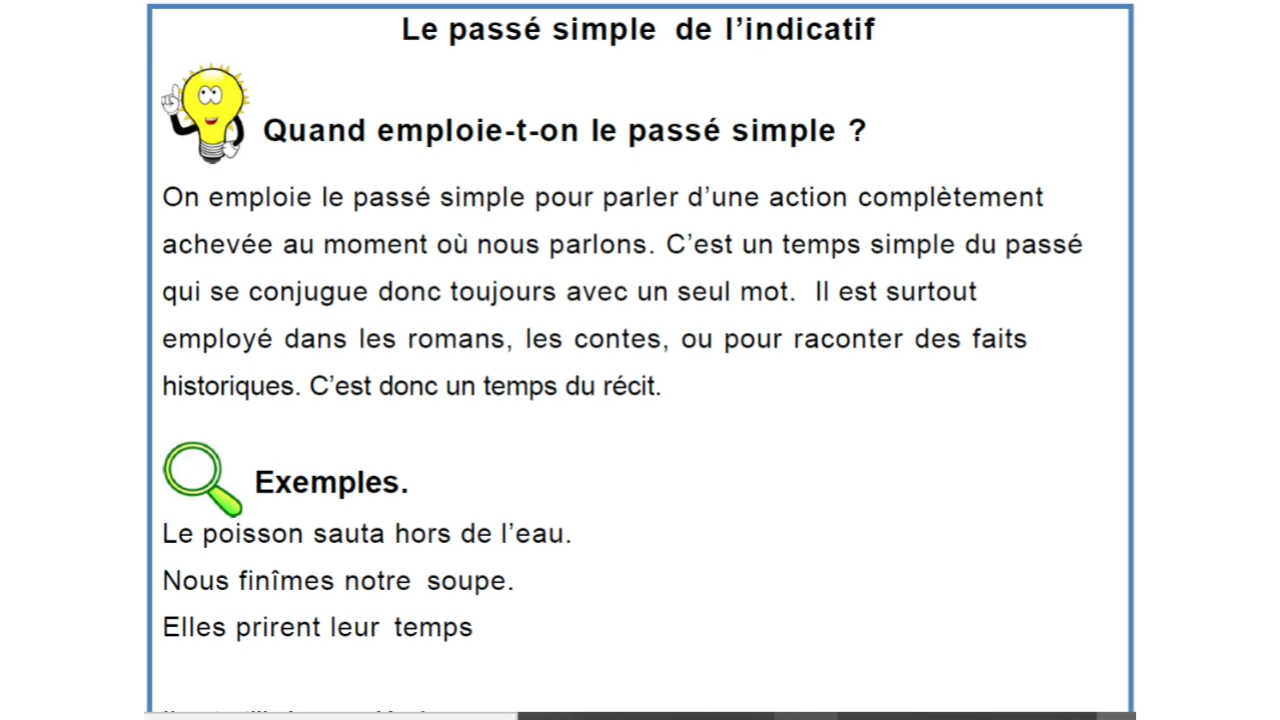 Le passé simple de l’indicatif
Quand emploie-t-on le passé simple ?
On emploie le passé simple pour parler d’une action complètement
achevée au moment où nous parlons. C’est un temps simple du passé
qui se conjugue donc toujours avec un seul mot. Il est surtout
employé dans les romans, les contes, ou pour raconter des faits
historiques. C’est donc un temps du récit.
Exemples.
Le poisson sauta hors de l’eau.
Nous finîmes notre soupe.
Elles prirent leur temps